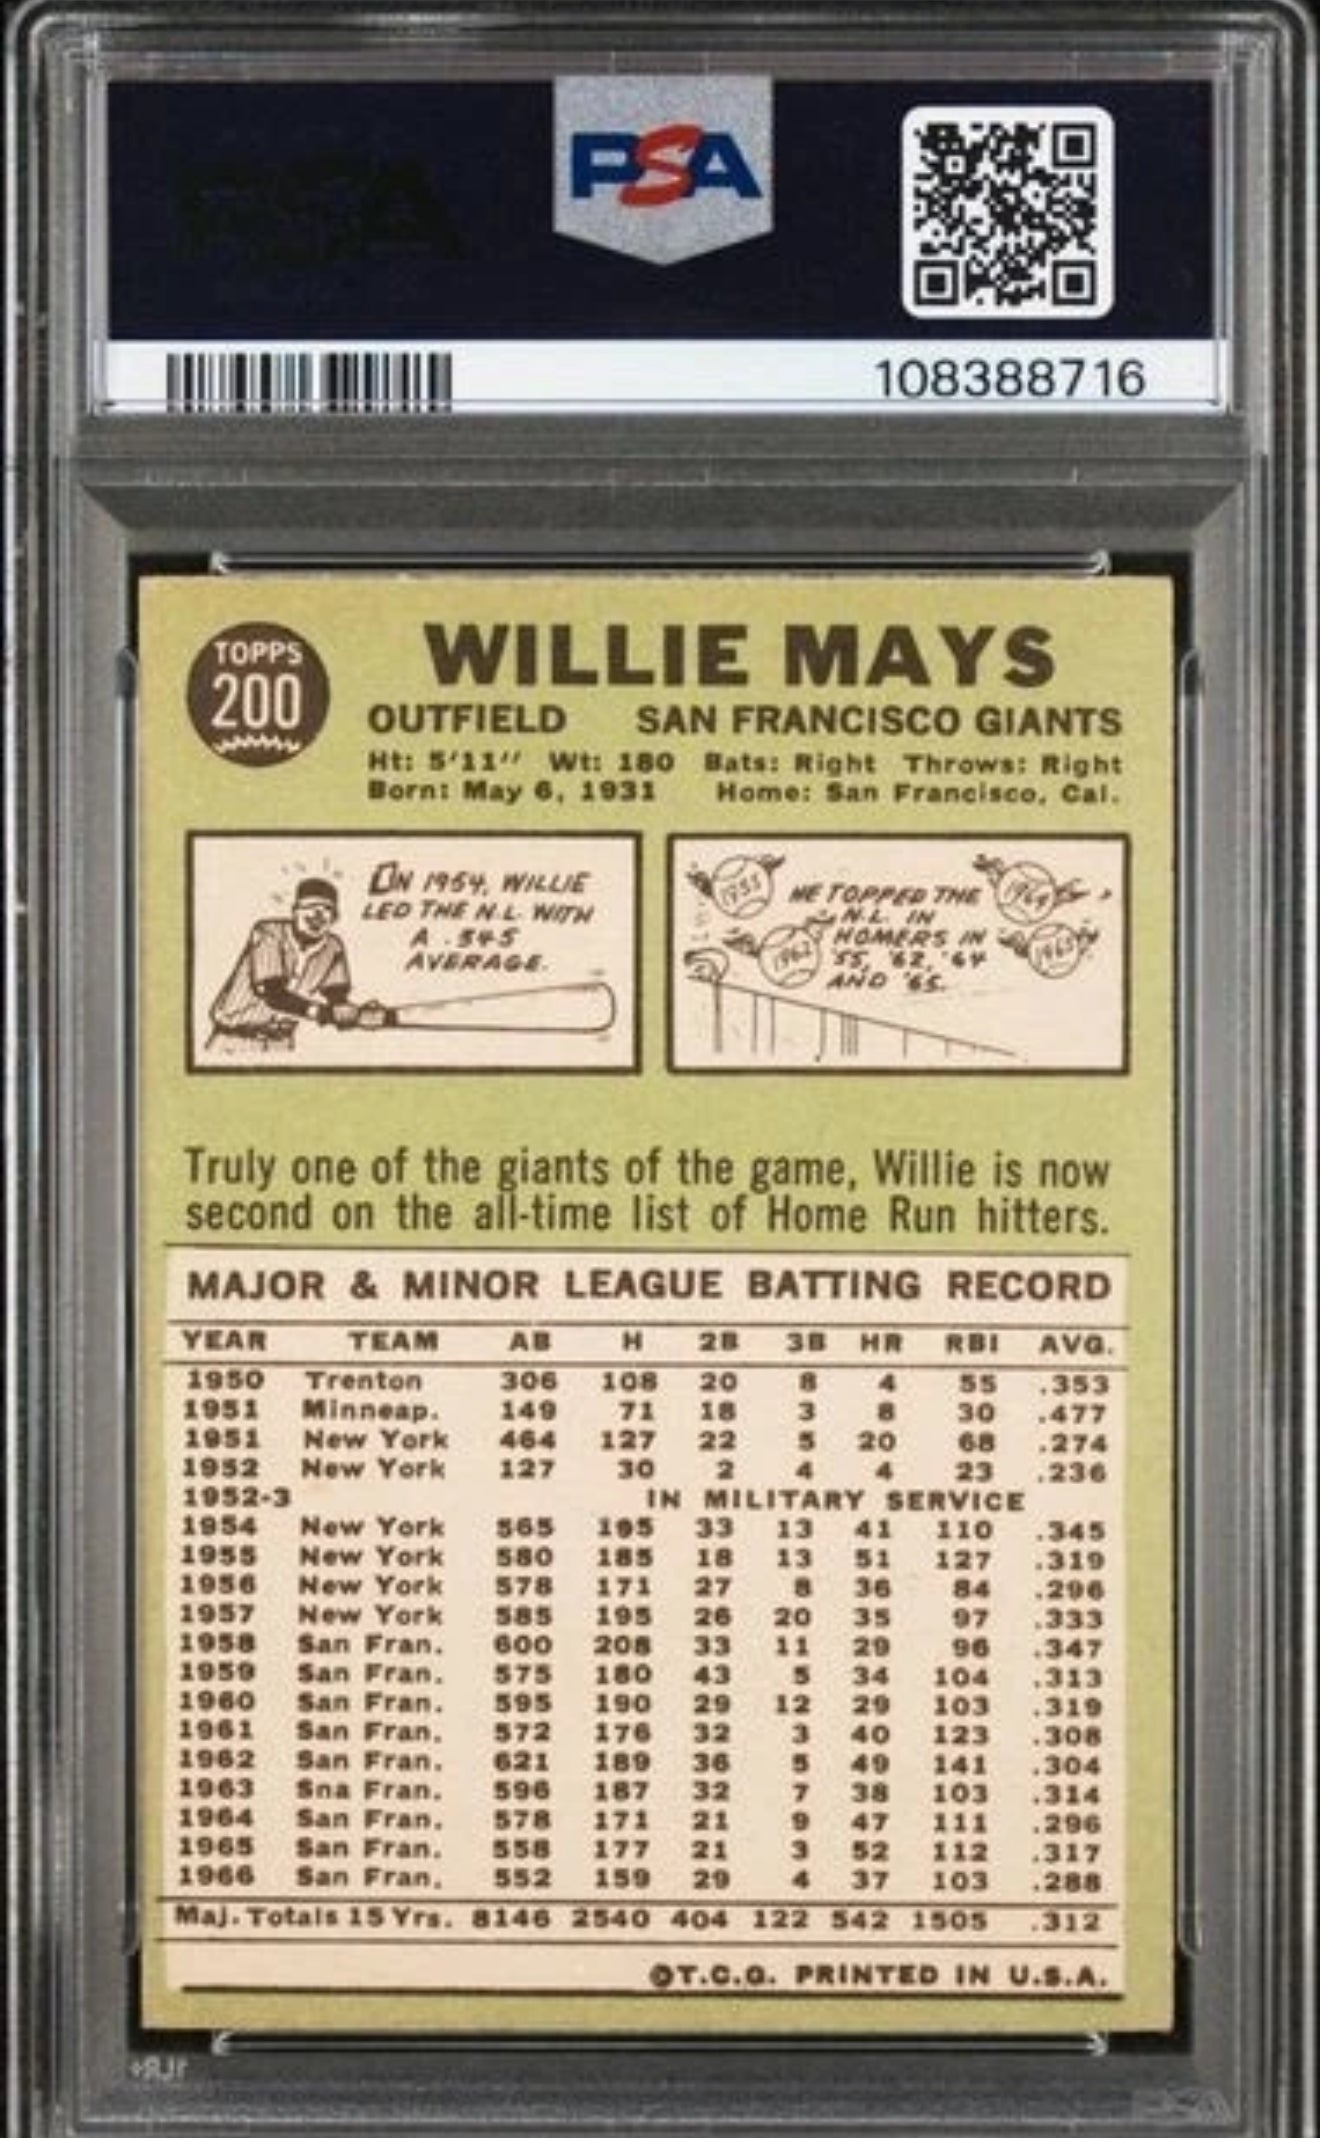 PSA
108388716
TOPPS
200
WILLIE MAYS
OUTFIELD SAN FRANCISCO GIANTS
Ht: 5'11" Wt: 180 Bats: Right Throws: Right
Born: May 6, 1931 Home: San Francisco, Cal.
IN 1954, WILLIE
LED THE N.L. WITH
A .345
AVERAGE.
1955
1962
1964
1965
HE TOPPED THE
N.L. IN
HOMERS IN
'55, '62, '64
AND '65.
Truly one of the giants of the game, Willie is now
second on the all-time list of Home Run hitters.
MAJOR & MINOR LEAGUE BATTING RECORD
YEAR TEAM AB H 2B 3B HR RBI AVG.
1950 Trenton 306 108 20 8 4 55 .353
1951 Minneap. 149 71 18 3 8 30 .477
1951 New York 464 127 22 5 20 68 .274
1952 New York 127 30 2 4 4 23 .236
1952-3 IN MILITARY SERVICE
1954 New York 565 195 33 13 41 110 .345
1955 New York 580 185 18 13 51 127 .319
1956 New York 578 171 27 8 36 84 .296
1957 New York 585 195 26 20 35 97 .333
1958 San Fran. 600 208 33 11 29 96 .347
1959 San Fran. 575 180 43 5 34 104 .313
1960 San Fran. 595 190 29 12 29 103 .319
1961 San Fran. 572 176 32 3 40 123 .308
1962 San Fran. 621 189 36 5 49 141 .304
1963 Sna Fran. 596 187 32 7 38 103 .314
1964 San Fran. 578 171 21 9 47 111 .296
1965 San Fran. 558 177 21 3 52 112 .317
1966 San Fran. 552 159 29 4 37 103 .288
Maj. Totals 15 Yrs. 8146 2540 404 122 542 1505 .312
©T.C.G. PRINTED IN U.S.A.